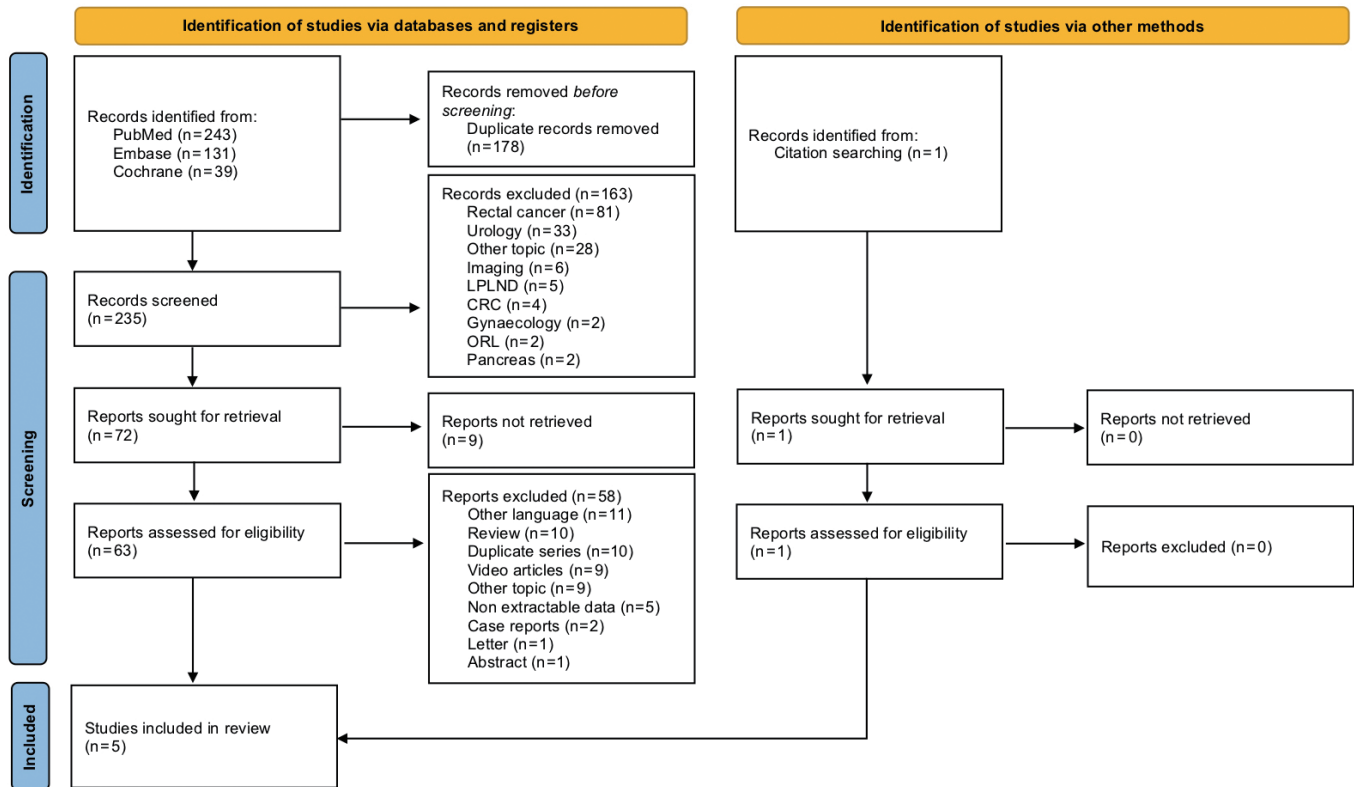 Identification of studies via databases and registers
Identification of studies via other methods
Identification
Records identified from:
PubMed (n=243)
Embase (n=131)
Cochrane (n=39)
Records removed before
screening:
Duplicate records removed
(n=178)
Records identified from:
Citation searching (n=1)
Screening
Records screened
(n=235)
Records excluded (n=163)
Rectal cancer (n=81)
Urology (n=33)
Other topic (n=28)
Imaging (n=6)
LPLND (n=5)
CRC (n=4)
Gynaecology (n=2)
ORL (n=2)
Pancreas (n=2)
Reports sought for retrieval
(n=72)
Reports not retrieved
(n=9)
Reports sought for retrieval
(n=1)
Reports not retrieved
(n=0)
Reports assessed for eligibility
(n=63)
Reports excluded (n=58)
Other language (n=11)
Review (n=10)
Duplicate series (n=10)
Video articles (n=9)
Other topic (n=9)
Non extractable data (n=5)
Case reports (n=2)
Letter (n=1)
Abstract (n=1)
Reports assessed for eligibility
(n=1)
Reports excluded (n=0)
Included
Studies included in review
(n=5)